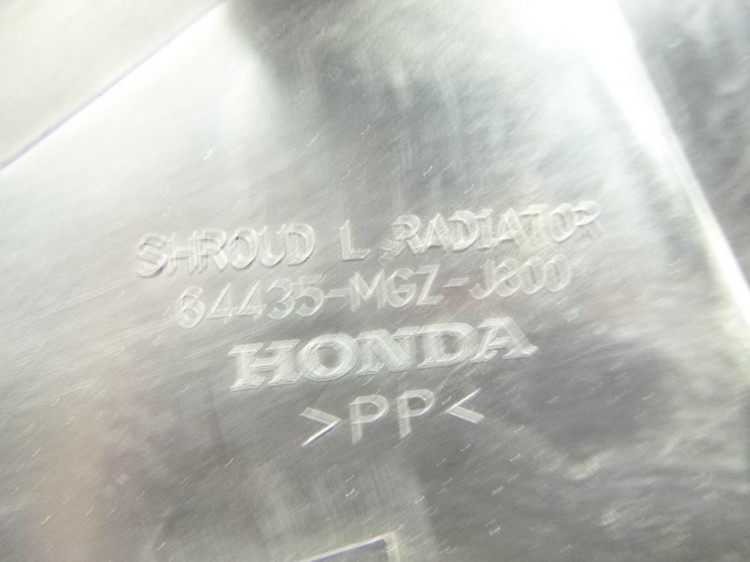 SHROUD L RADIATOR
64435-MGZ-J800
HONDA
>PP<